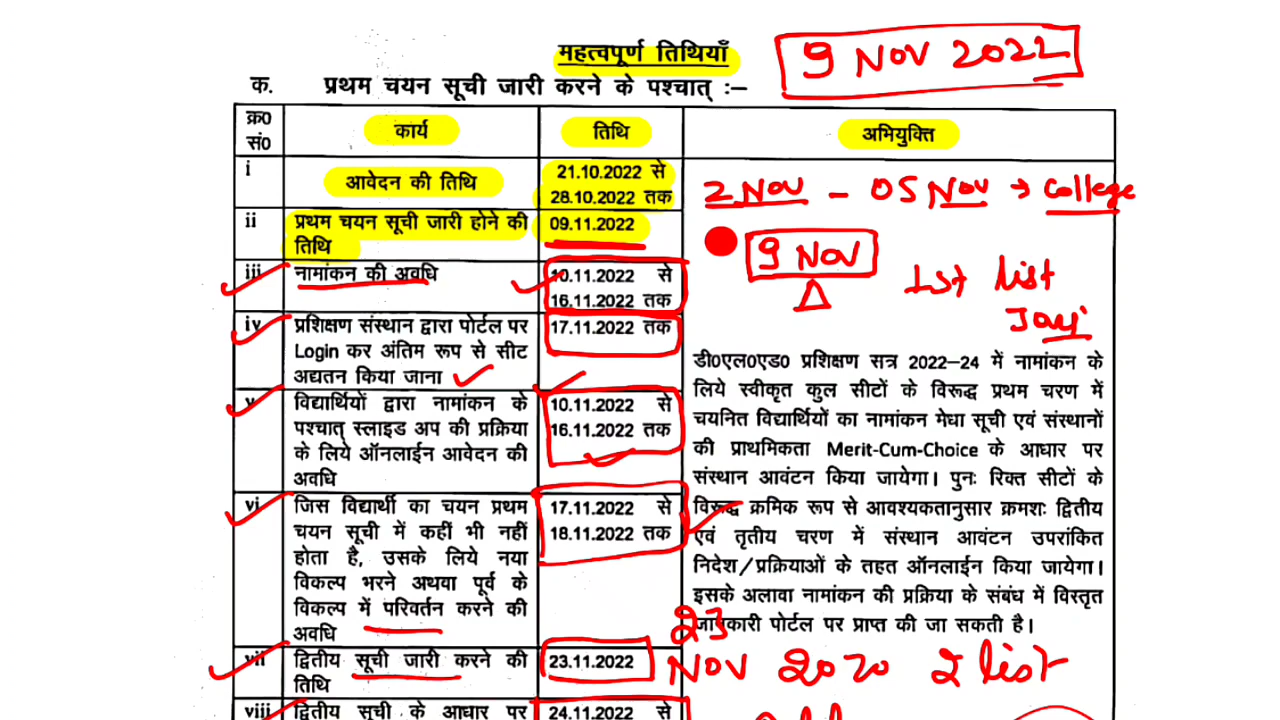 महत्वपूर्ण तिथियाँ
9 NOV 2022
क. प्रथम चयन सूची जारी करने के पश्चात् :–
क्र0 सं0
कार्य
तिथि
अभियुक्ति
i
आवेदन की तिथि
21.10.2022 से
28.10.2022 तक
2 NOV – 05 NOV → College
ii
प्रथम चयन सूची जारी होने की
तिथि
09.11.2022
9 NOV
1st list
Jari
iii
नामांकन की अवधि
10.11.2022 से
16.11.2022 तक
iv
प्रशिक्षण संस्थान द्वारा पोर्टल पर
Login कर अंतिम रूप से सीट
अद्यतन किया जाना
17.11.2022 तक
v
विद्यार्थियों द्वारा नामांकन के
पश्चात् स्लाइड अप की प्रक्रिया
के लिये ऑनलाईन आवेदन की
अवधि
10.11.2022 से
16.11.2022 तक
vi
जिस विद्यार्थी का चयन प्रथम
चयन सूची में कहीं भी नहीं
होता है, उसके लिये नया
विकल्प भरने अथवा पूर्व के
विकल्प में परिवर्तन करने की
अवधि
17.11.2022 से
18.11.2022 तक
डी0एल0एड0 प्रशिक्षण सत्र 2022–24 में नामांकन के
लिये स्वीकृत कुल सीटों के विरूद्ध प्रथम चरण में
चयनित विद्यार्थियों का नामांकन मेधा सूची एवं संस्थानों
की प्राथमिकता Merit-Cum-Choice के आधार पर
संस्थान आवंटन किया जायेगा। पुनः रिक्त सीटों के
विरूद्ध क्रमिक रूप से आवश्यकतानुसार क्रमशः द्वितीय
एवं तृतीय चरण में संस्थान आवंटन उपरांकित
निदेश/प्रक्रियाओं के तहत ऑनलाईन किया जायेगा।
इसके अलावा नामांकन की प्रक्रिया के संबंध में विस्तृत
जानकारी पोर्टल पर प्राप्त की जा सकती है।
vii
द्वितीय सूची जारी करने की
तिथि
23.11.2022
23
NOV 2020 2 list
viii
द्वितीय सूची के आधार पर
24.11.2022 से